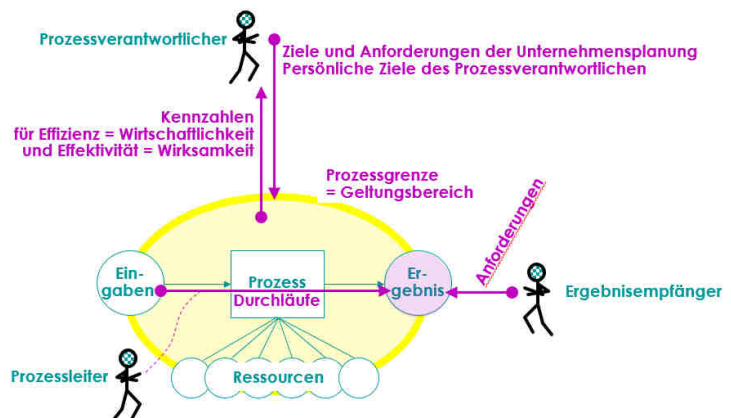 Prozessverantwortlicher
Ziele und Anforderungen der Unternehmensplanung
Persönliche Ziele des Prozessverantwortlichen
Kennzahlen
für Effizienz = Wirtschaftlichkeit
und Effektivität = Wirksamkeit
Prozessgrenze
= Geltungsbereich
Anforderungen
Ein-
gaben
Prozess
Durchläufe
Er-
gebnis
Ergebnisempfänger
Prozessleiter
Ressourcen